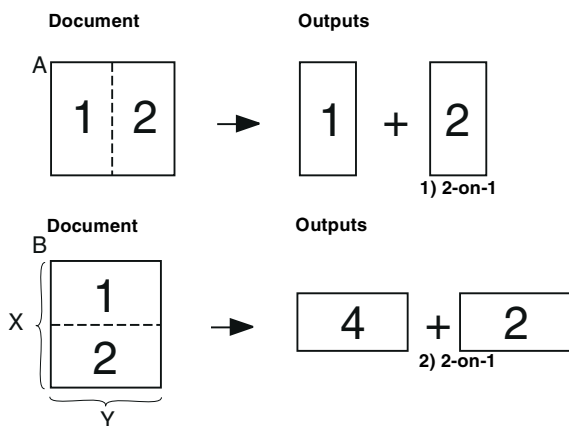 Document Outputs
A
1 2 1 + 2
1) 2-on-1
Document Outputs
B
1
X 4 + 2
2
2) 2-on-1
Y